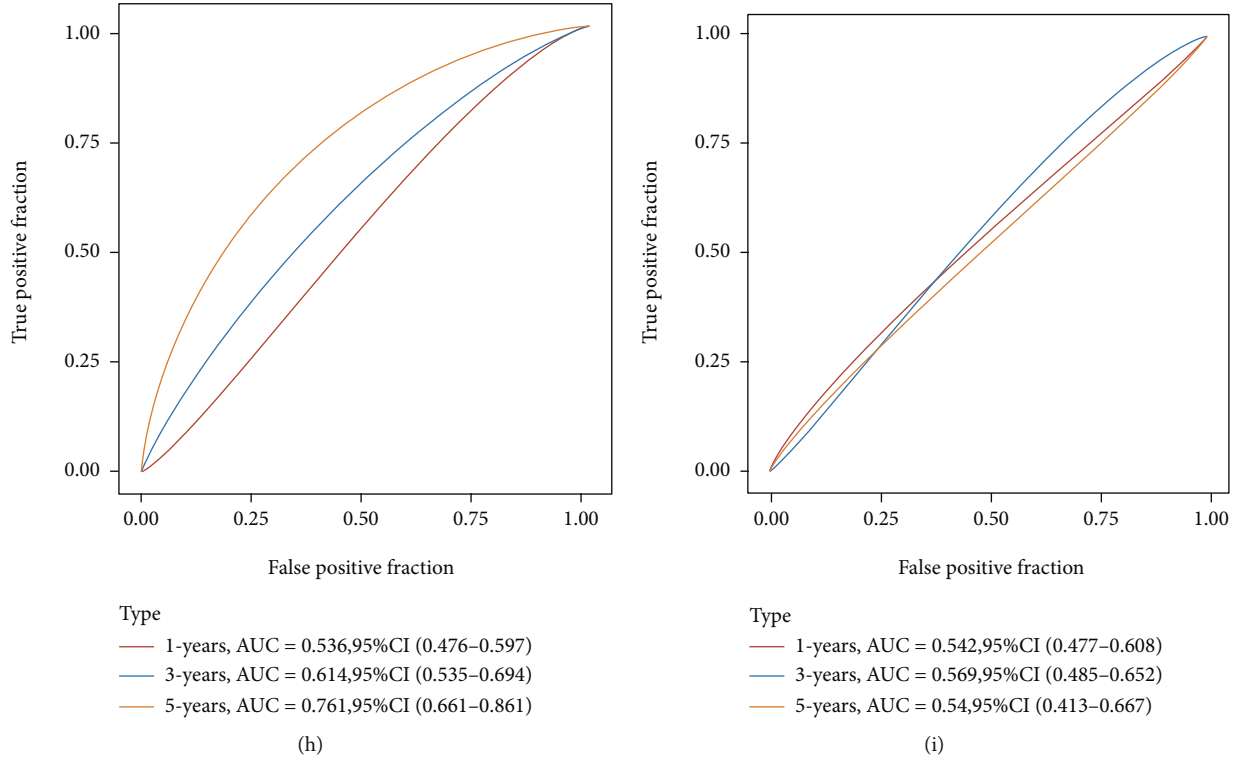 True positive fraction
1.00
0.75
0.50
0.25
0.00
0.00 0.25 0.50 0.75 1.00
False positive fraction
Type
1-years, AUC = 0.536,95%CI (0.476–0.597)
3-years, AUC = 0.614,95%CI (0.535–0.694)
5-years, AUC = 0.761,95%CI (0.661–0.861)
(h)
True positive fraction
1.00
0.75
0.50
0.25
0.00
0.00 0.25 0.50 0.75 1.00
False positive fraction
Type
1-years, AUC = 0.542,95%CI (0.477–0.608)
3-years, AUC = 0.569,95%CI (0.485–0.652)
5-years, AUC = 0.54,95%CI (0.413–0.667)
(i)